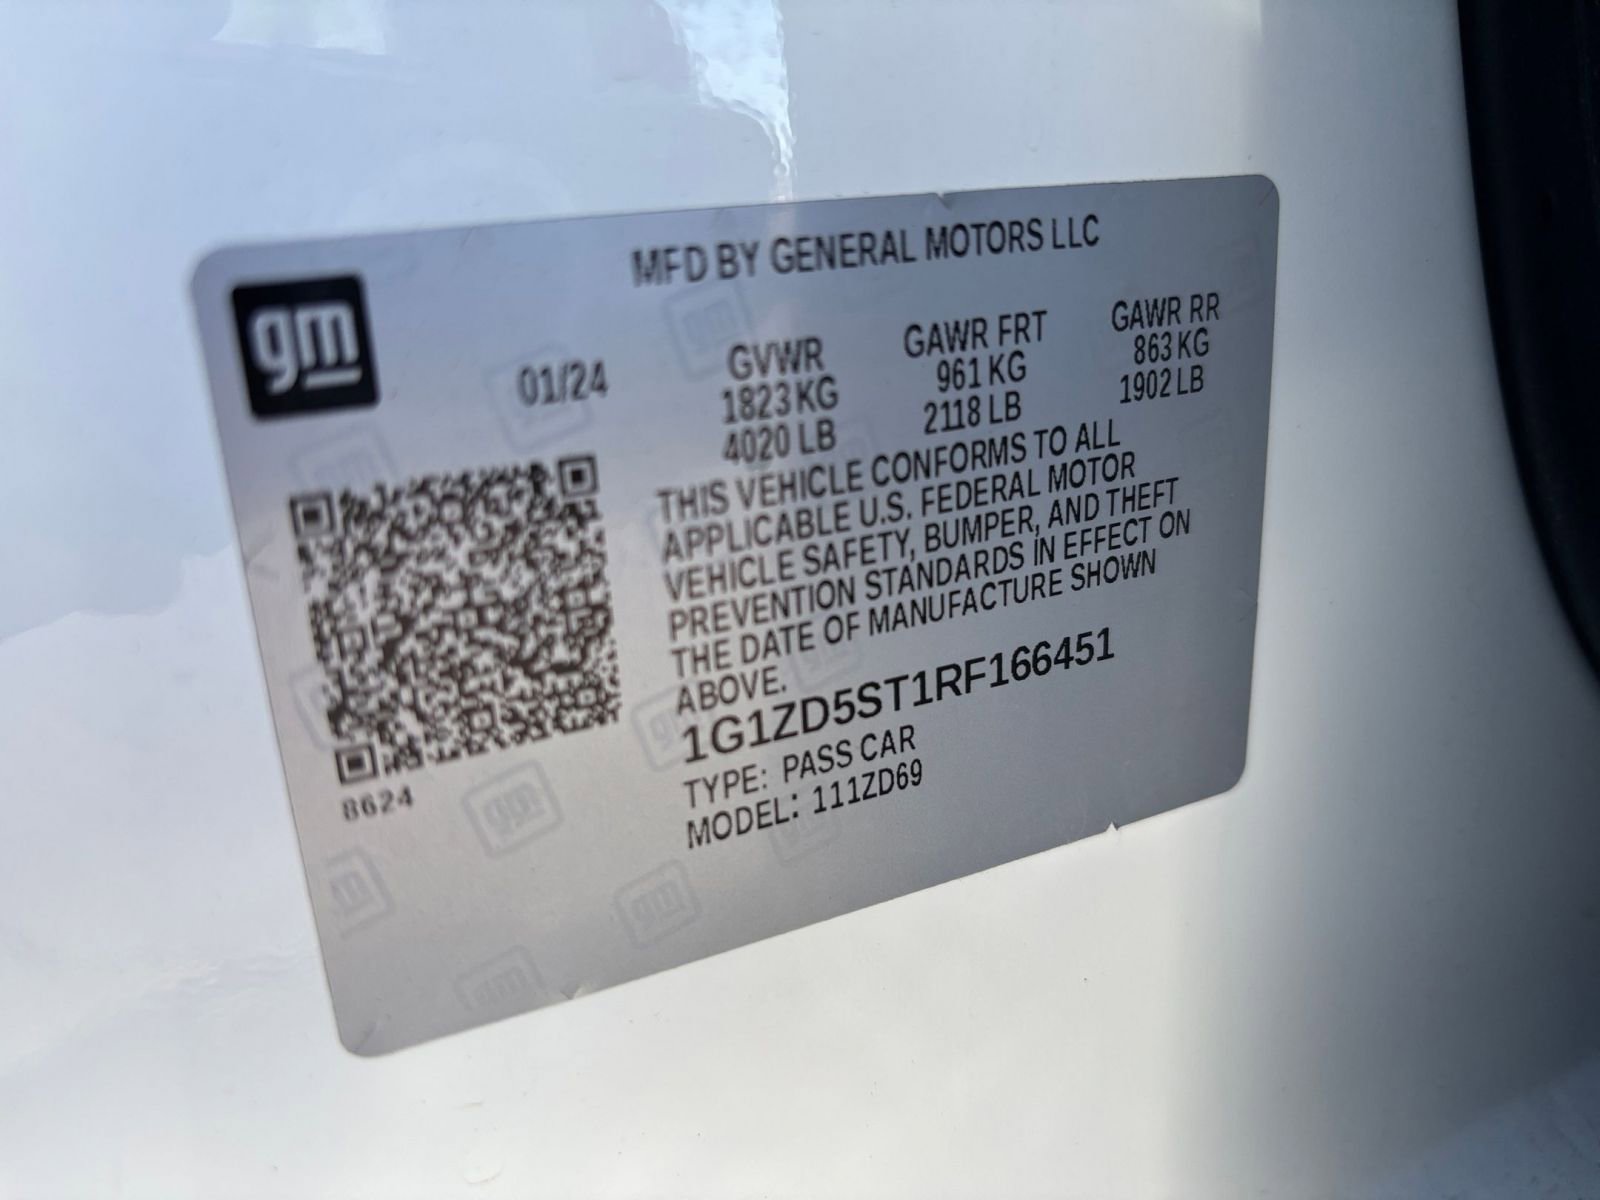 gm
MFD BY GENERAL MOTORS LLC
01/24
GVWR
1823 KG
4020 LB
GAWR FRT
961 KG
2118 LB
GAWR RR
863 KG
1902 LB
THIS VEHICLE CONFORMS TO ALL
APPLICABLE U.S. FEDERAL MOTOR
VEHICLE SAFETY, BUMPER, AND THEFT
PREVENTION STANDARDS IN EFFECT ON
THE DATE OF MANUFACTURE SHOWN
ABOVE.
1G1ZD5ST1RF166451
TYPE: PASS CAR
MODEL: 111ZD69
8624